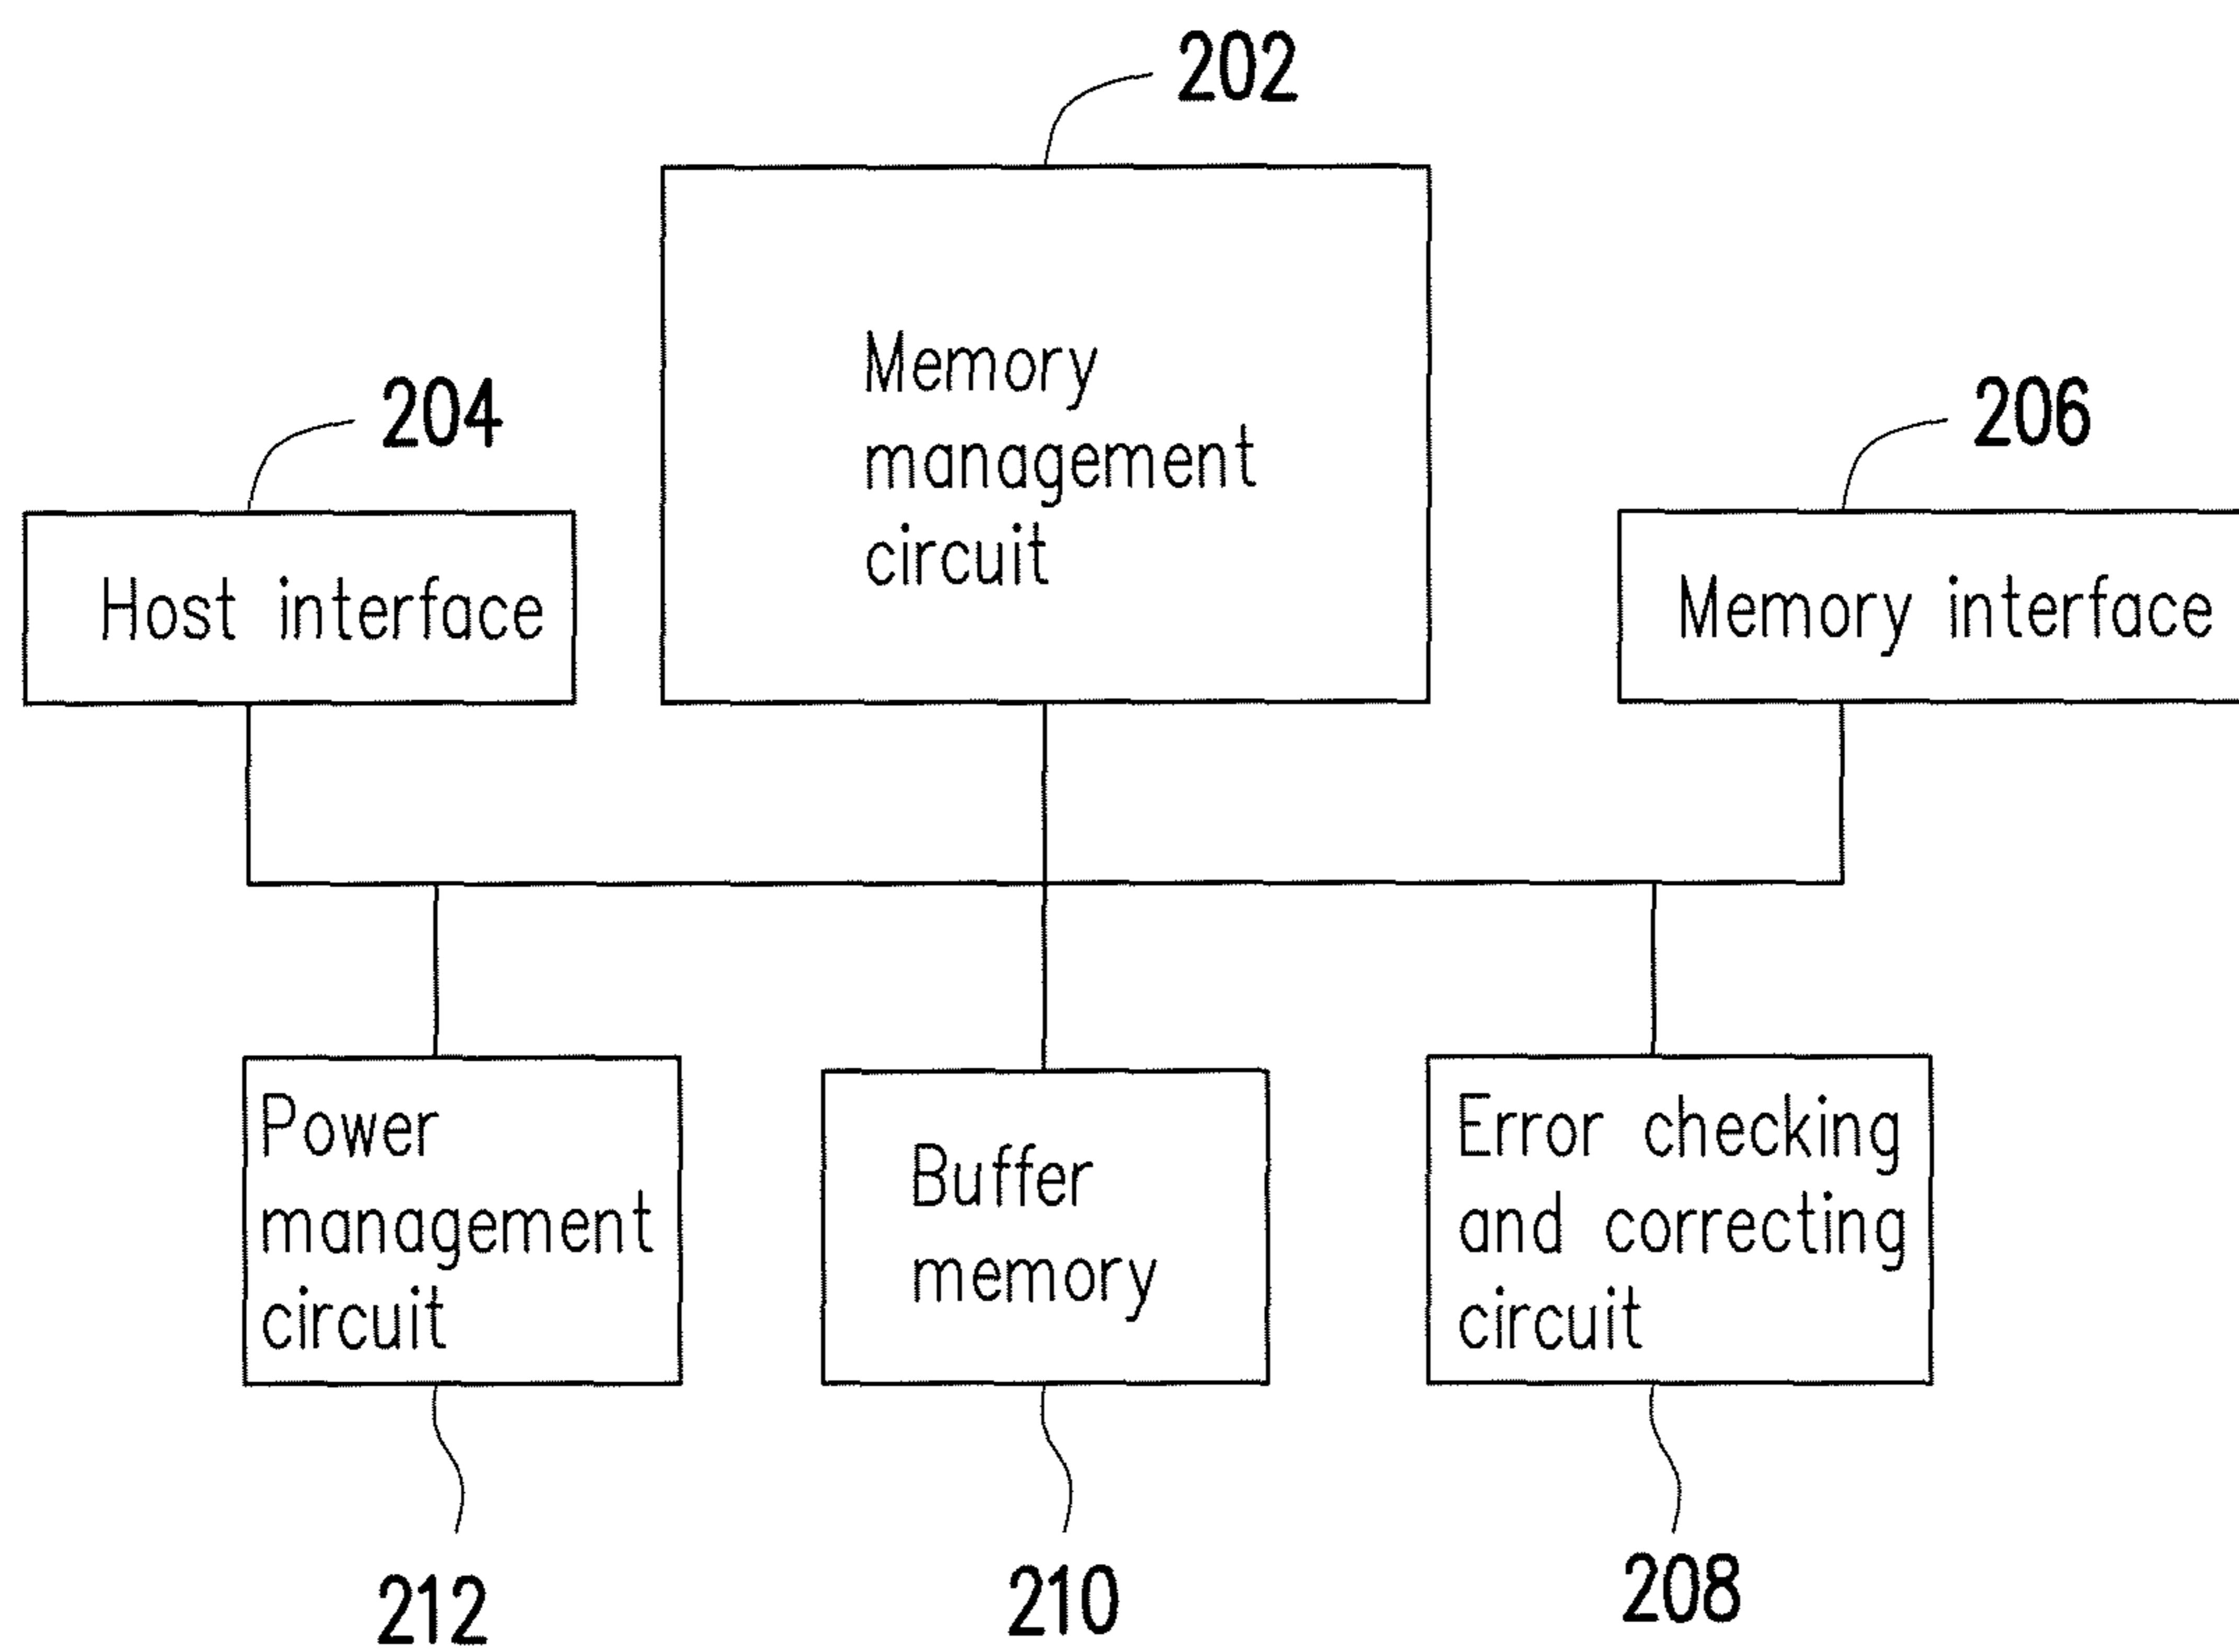 202
Memory
management
circuit
204
Host interface
206
Memory interface
Power
management
circuit
Buffer
memory
Error checking
and correcting
circuit
212
210
208